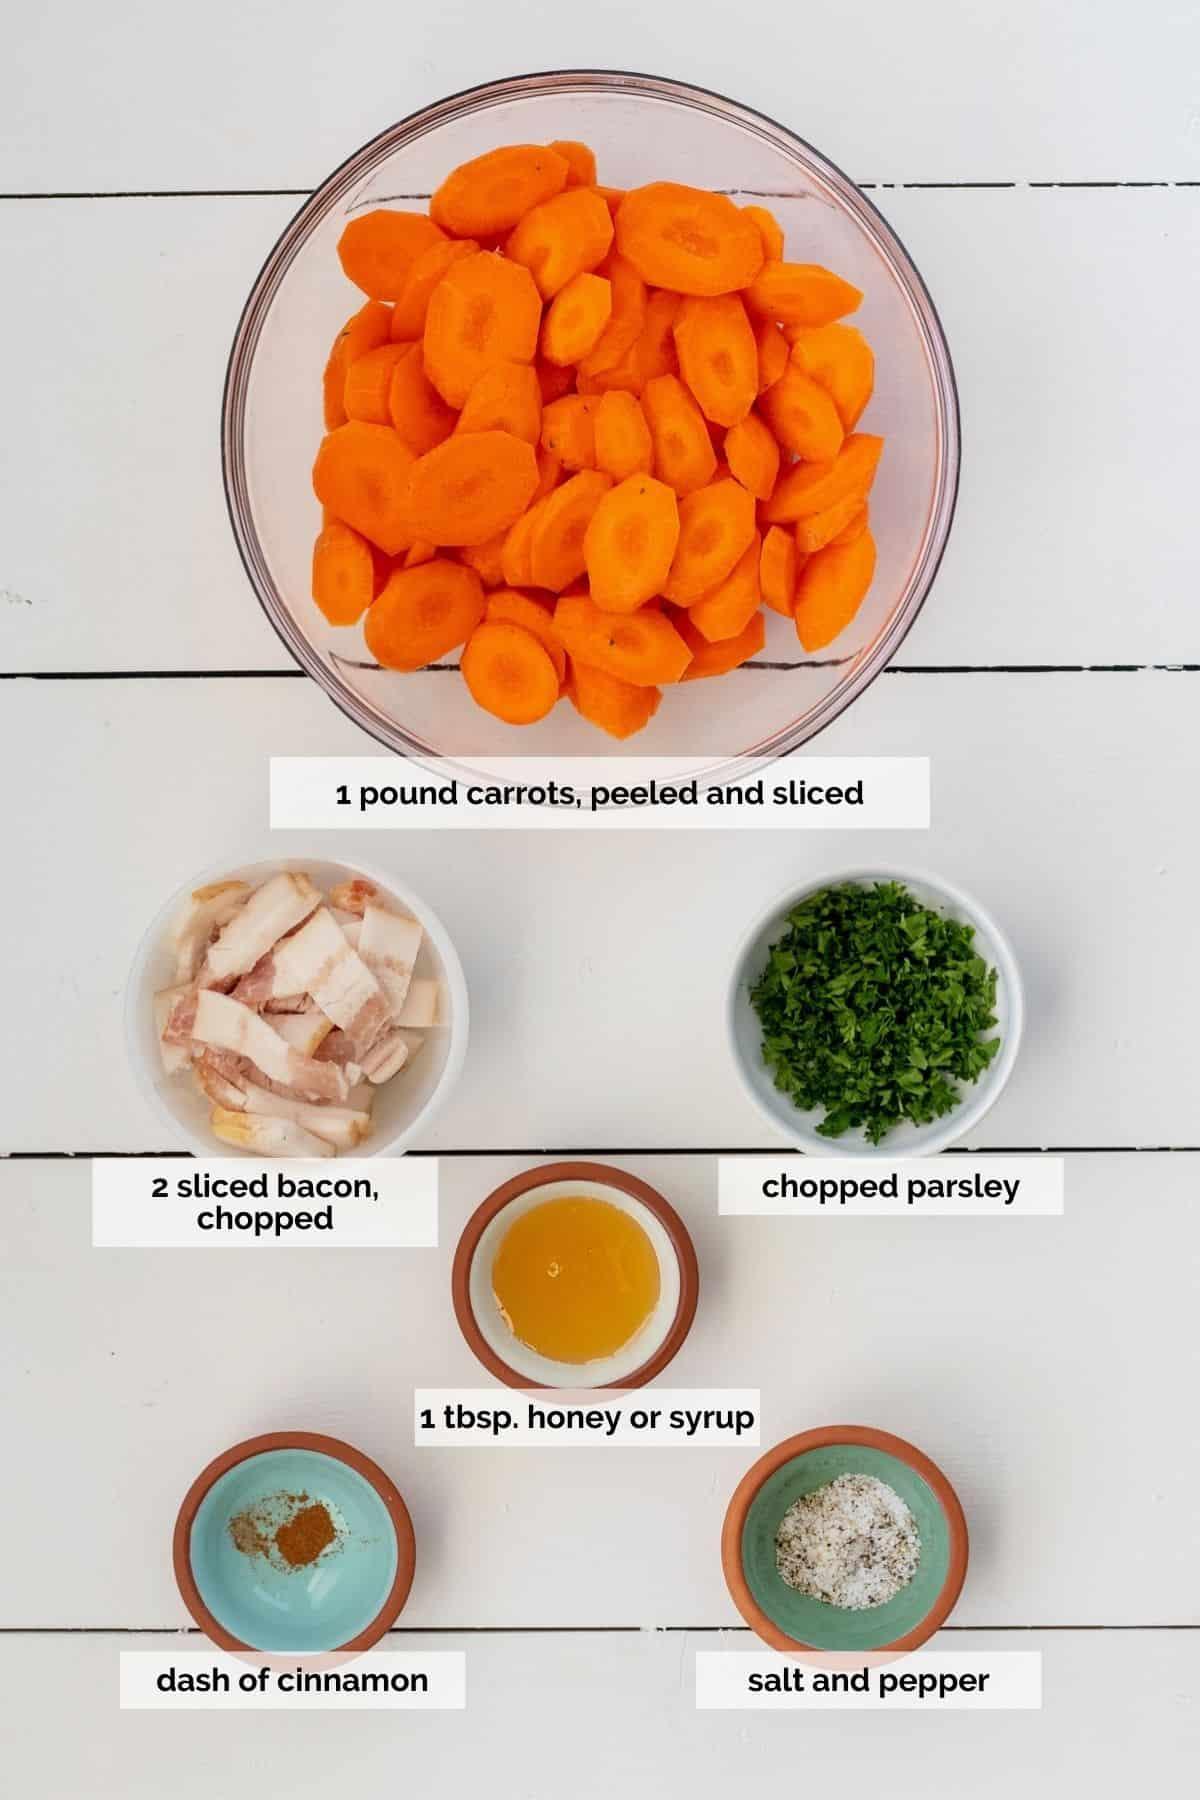 1 pound carrots, peeled and sliced
2 sliced bacon,
chopped
chopped parsley
1 tbsp. honey or syrup
dash of cinnamon
salt and pepper